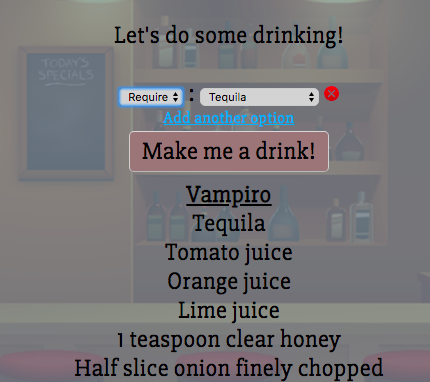 Let's do some drinking!
TODAY'S
SPECIALS
Require : Tequila
Add another option
Make me a drink!
Vampiro
Tequila
Tomato juice
Orange juice
Lime juice
1 teaspoon clear honey
Half slice onion finely chopped